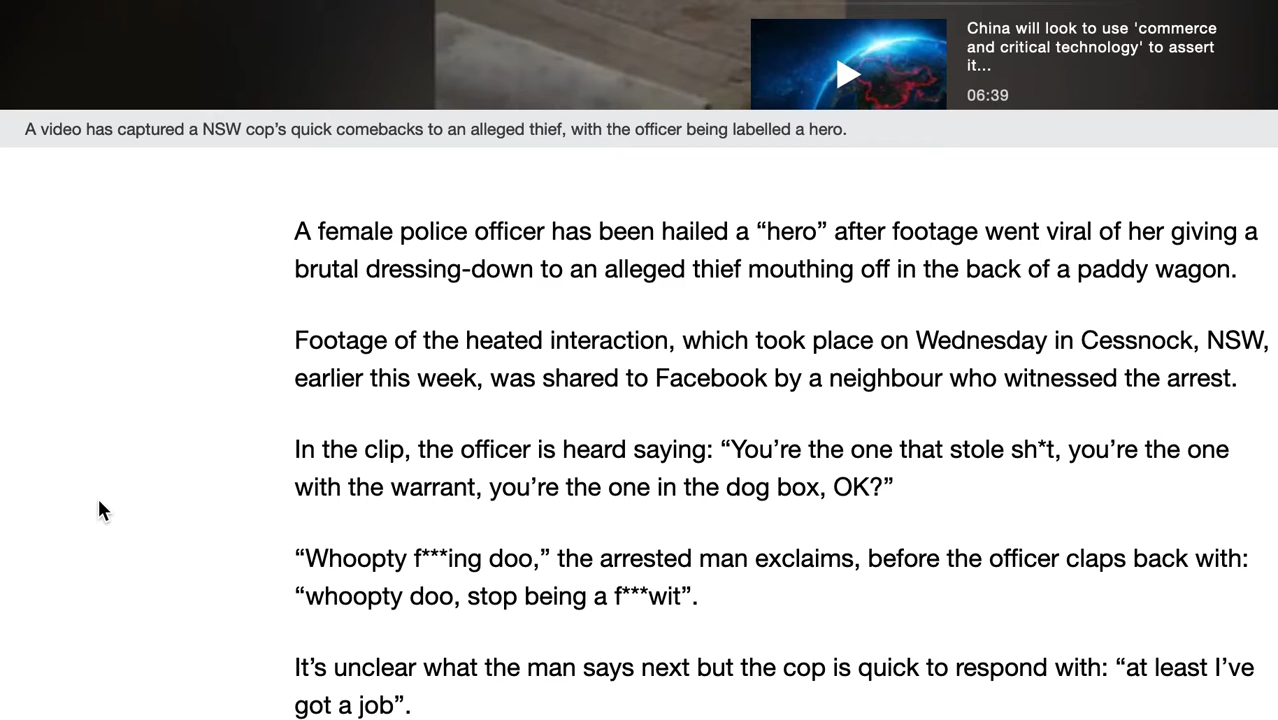 China will look to use 'commerce
and critical technology' to assert
it...
06:39
A video has captured a NSW cop’s quick comebacks to an alleged thief, with the officer being labelled a hero.
A female police officer has been hailed a “hero” after footage went viral of her giving a
brutal dressing-down to an alleged thief mouthing off in the back of a paddy wagon.
Footage of the heated interaction, which took place on Wednesday in Cessnock, NSW,
earlier this week, was shared to Facebook by a neighbour who witnessed the arrest.
In the clip, the officer is heard saying: “You’re the one that stole sh*t, you’re the one
with the warrant, you’re the one in the dog box, OK?”
“Whoopty f***ing doo,” the arrested man exclaims, before the officer claps back with:
“whoopty doo, stop being a f***wit”.
It’s unclear what the man says next but the cop is quick to respond with: “at least I’ve
got a job”.